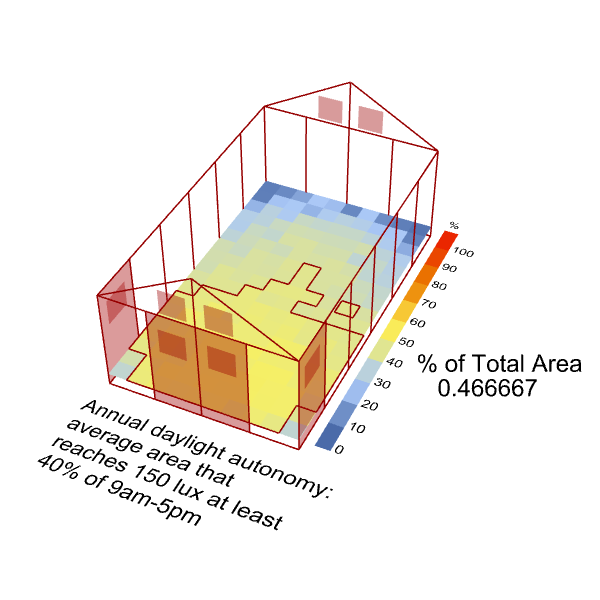 %
100
90
80
70
60
50
40
30
20
10
0
% of Total Area
0.466667
Annual daylight autonomy:
average area that
reaches 150 lux at least
40% of 9am-5pm